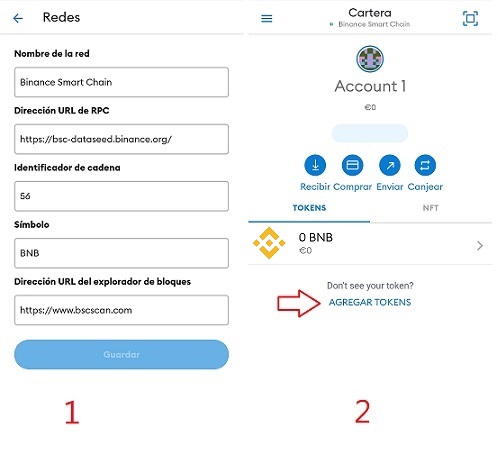 Redes
Nombre de la red
Binance Smart Chain
Dirección URL de RPC
https://bsc-dataseed.binance.org/
Identificador de cadena
56
Símbolo
BNB
Dirección URL del explorador de bloques
https://www.bscscan.com
Guardar
1
Cartera
Binance Smart Chain
Account 1
€0
Recibir Comprar Enviar Canjear
TOKENS NFT
0 BNB
€0
Don't see your token?
AGREGAR TOKENS
2